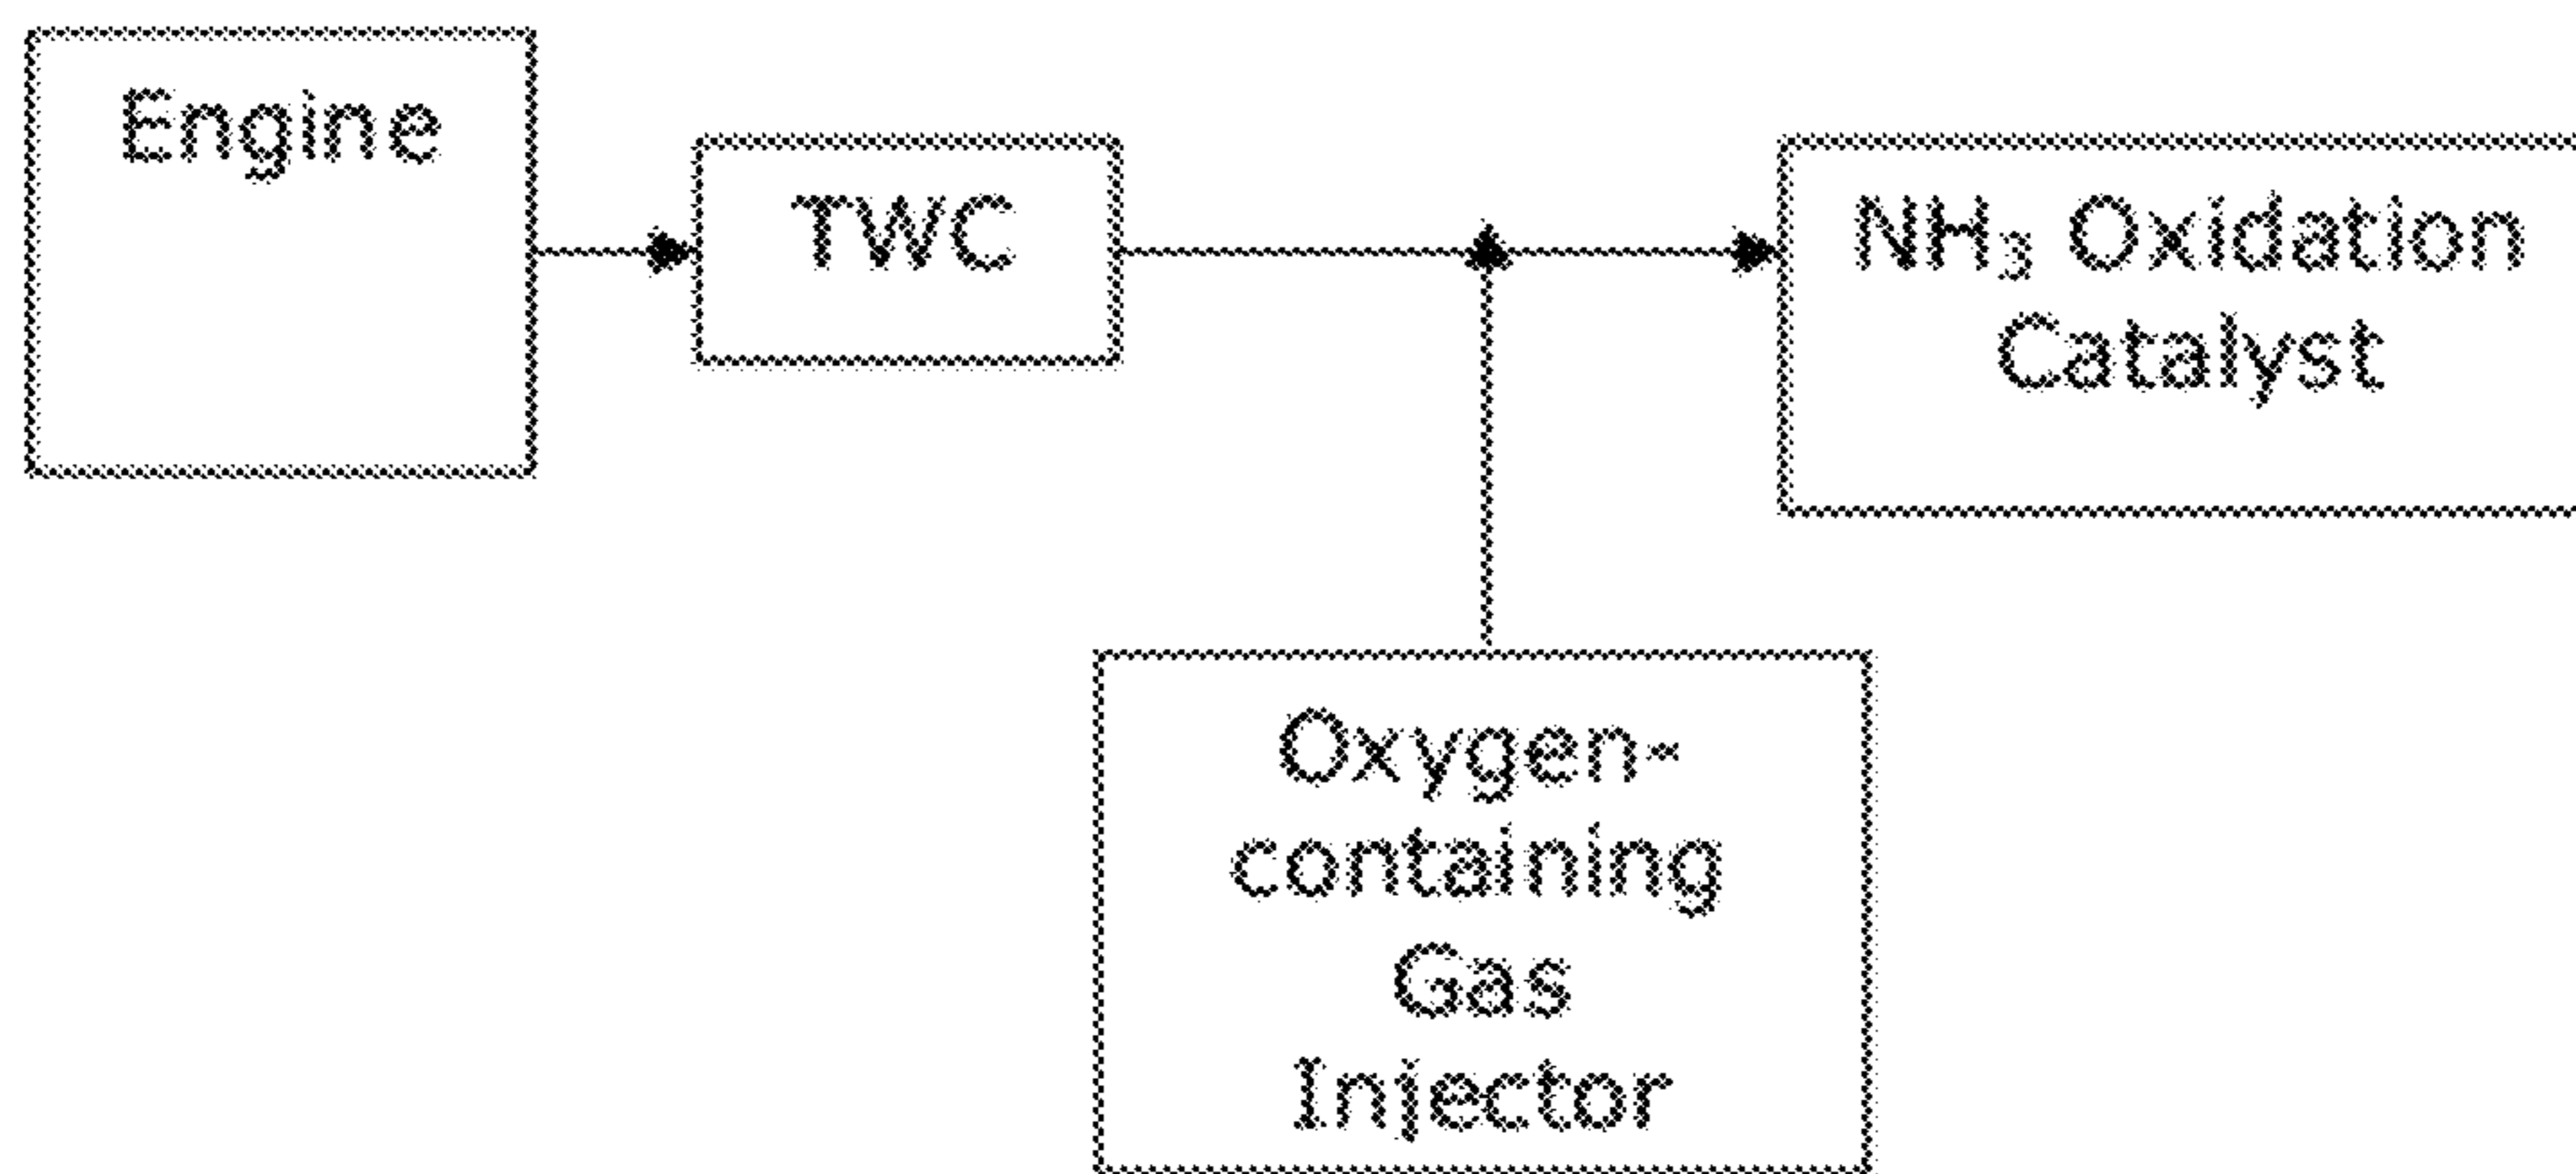 Engine
TWC
NH₃ Oxidation
Catalyst
Oxygen-
containing
Gas
Injector